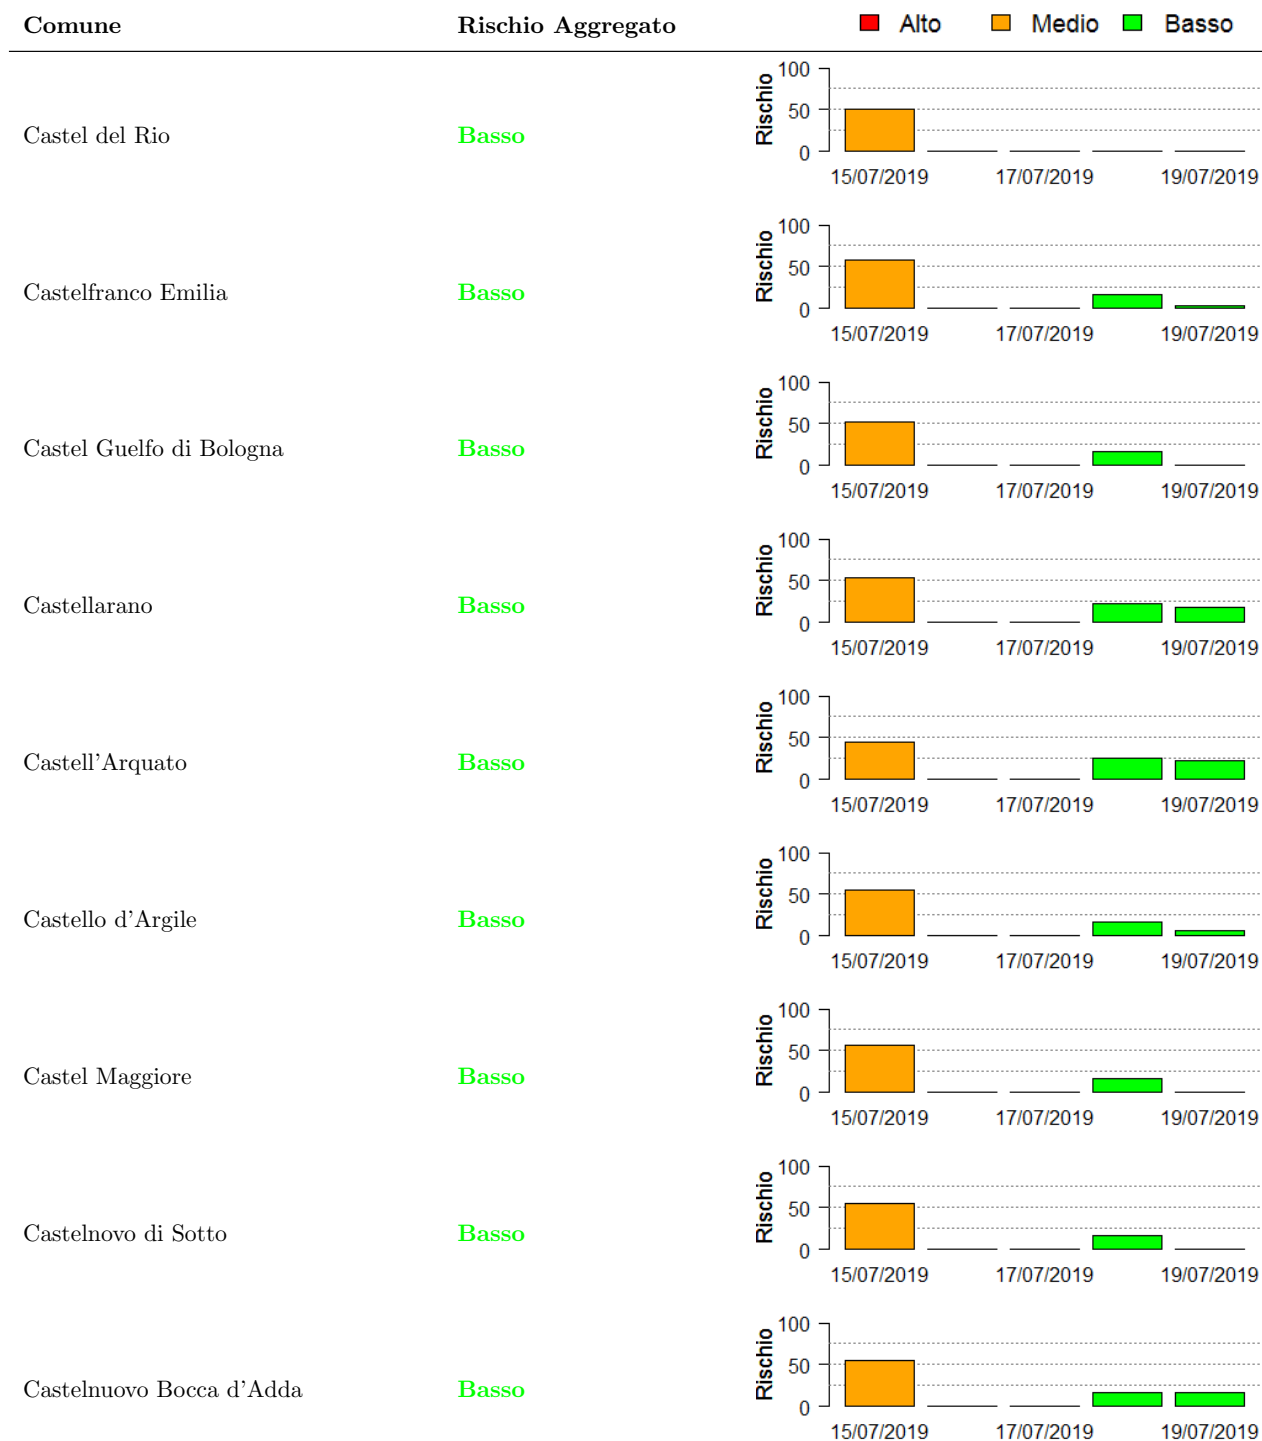 Comune Rischio Aggregato Alto Medio Basso
100
50
0
Rischio
Castel del Rio Basso
15/07/2019 17/07/2019 19/07/2019
100
50
0
Rischio
Castelfranco Emilia Basso
15/07/2019 17/07/2019 19/07/2019
100
50
0
Rischio
Castel Guelfo di Bologna Basso
15/07/2019 17/07/2019 19/07/2019
100
50
0
Rischio
Castellarano Basso
15/07/2019 17/07/2019 19/07/2019
100
50
0
Rischio
Castell'Arquato Basso
15/07/2019 17/07/2019 19/07/2019
100
50
0
Rischio
Castello d'Argile Basso
15/07/2019 17/07/2019 19/07/2019
100
50
0
Rischio
Castel Maggiore Basso
15/07/2019 17/07/2019 19/07/2019
100
50
0
Rischio
Castelnovo di Sotto Basso
15/07/2019 17/07/2019 19/07/2019
100
50
0
Rischio
Castelnuovo Bocca d'Adda Basso
15/07/2019 17/07/2019 19/07/2019